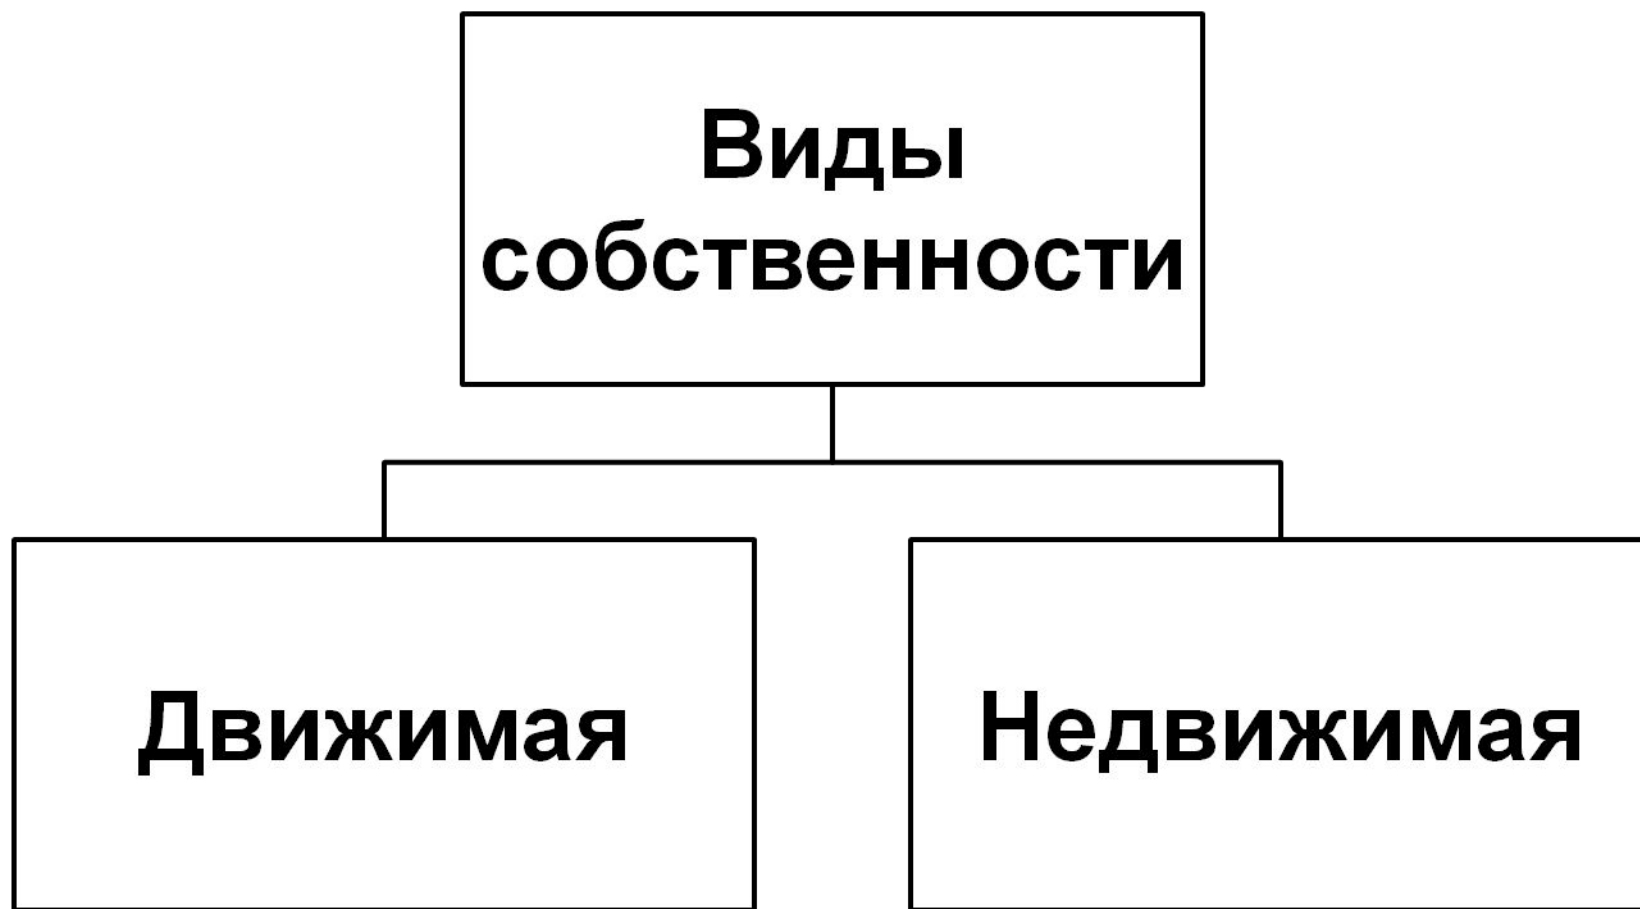 Виды
собственности
Движимая
Недвижимая